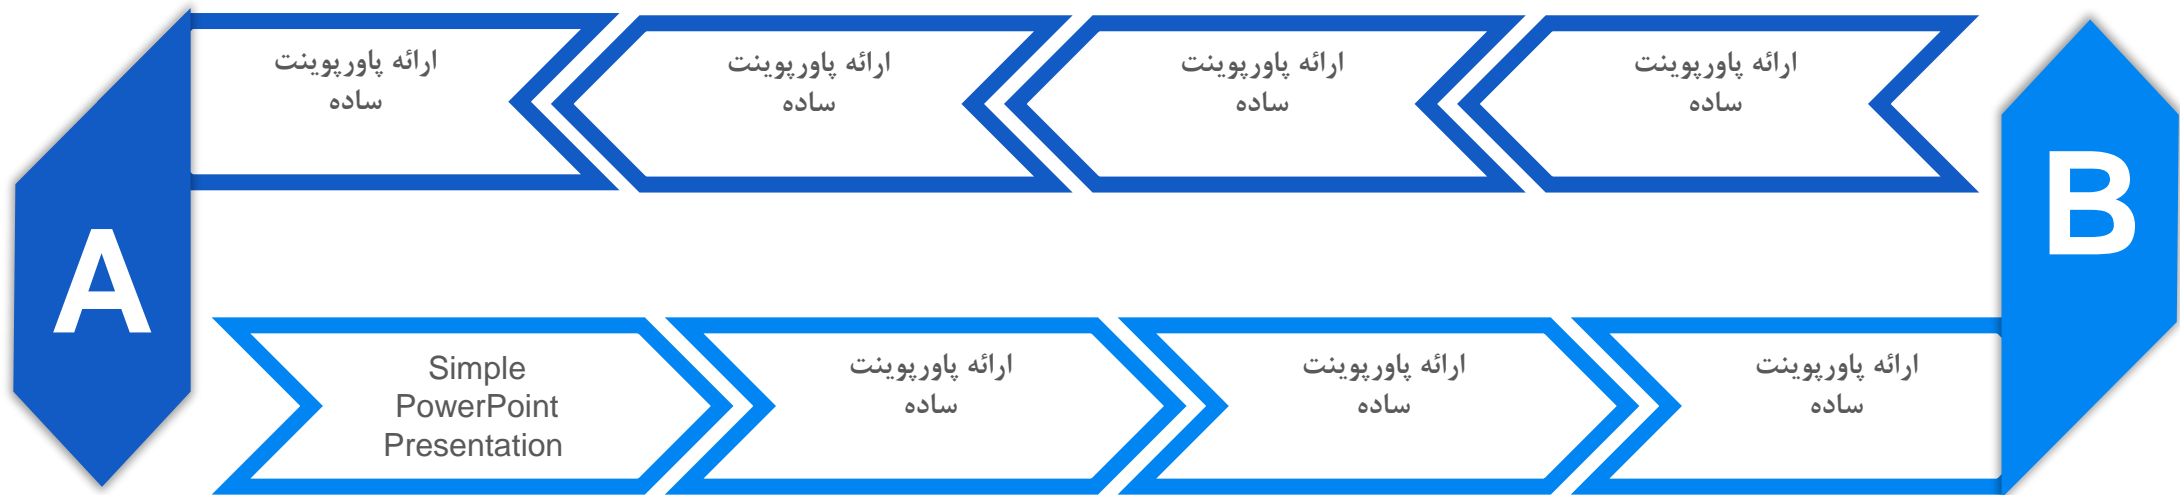 A
ارائه پاورپوینت
ساده
ارائه پاورپوینت
ساده
ارائه پاورپوینت
ساده
ارائه پاورپوینت
ساده
B
Simple
PowerPoint
Presentation
ارائه پاورپوینت
ساده
ارائه پاورپوینت
ساده
ارائه پاورپوینت
ساده